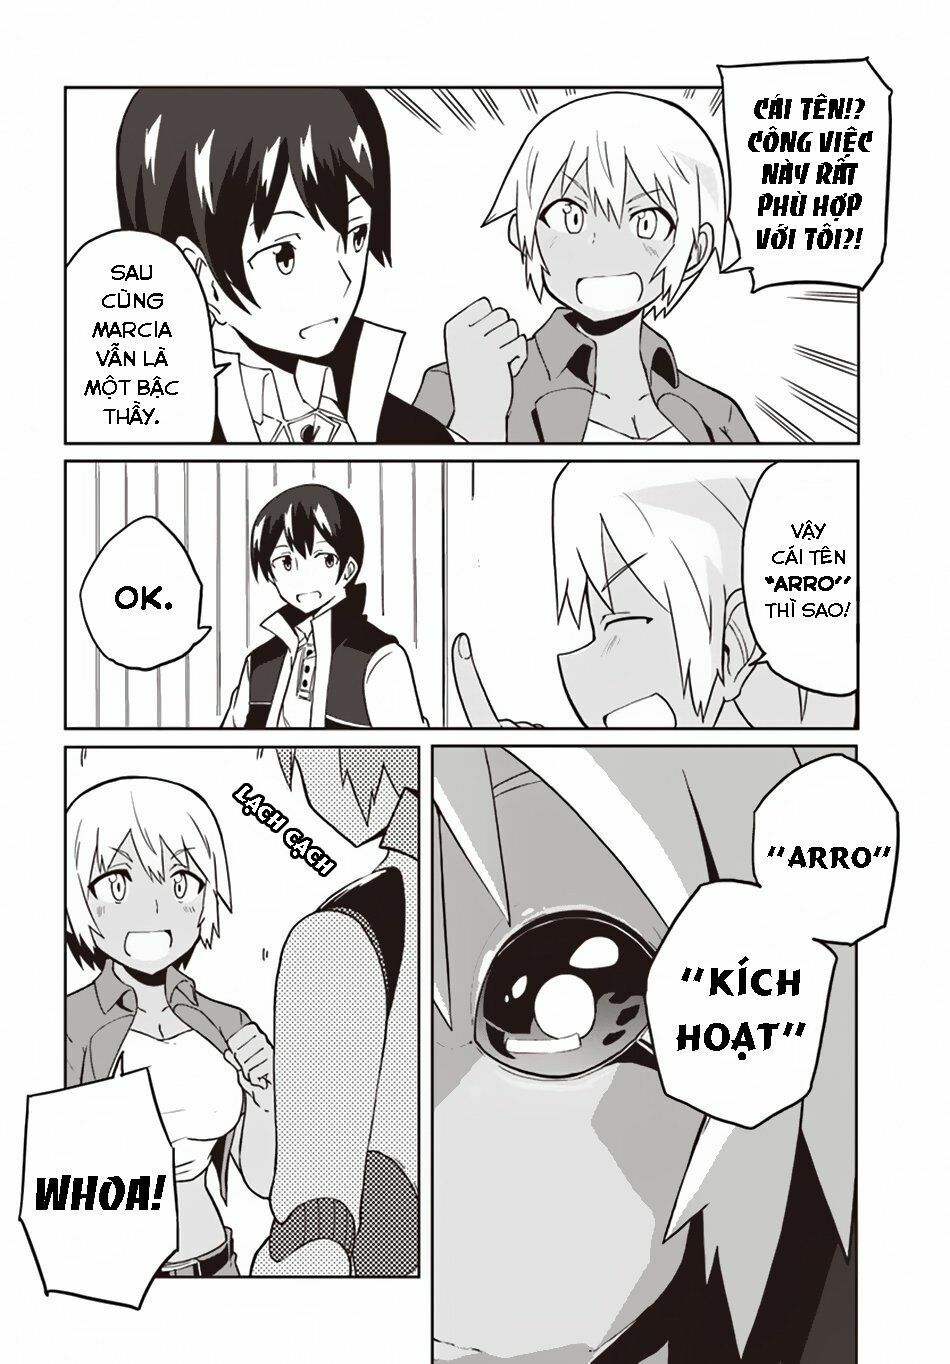 CÁI TÊN!?
CÔNG VIỆC
NÀY RẤT
PHÙ HỢP
VỚI TÔI?!
SAU
CÙNG
MARCIA
VẪN LÀ
MỘT BẬC
THẦY.
VẬY
CÁI TÊN
"ARRO"
THÌ SAO!
OK.
"ARRO"
"KÍCH
HOẠT"
LẠCH CẠCH
WHOA!